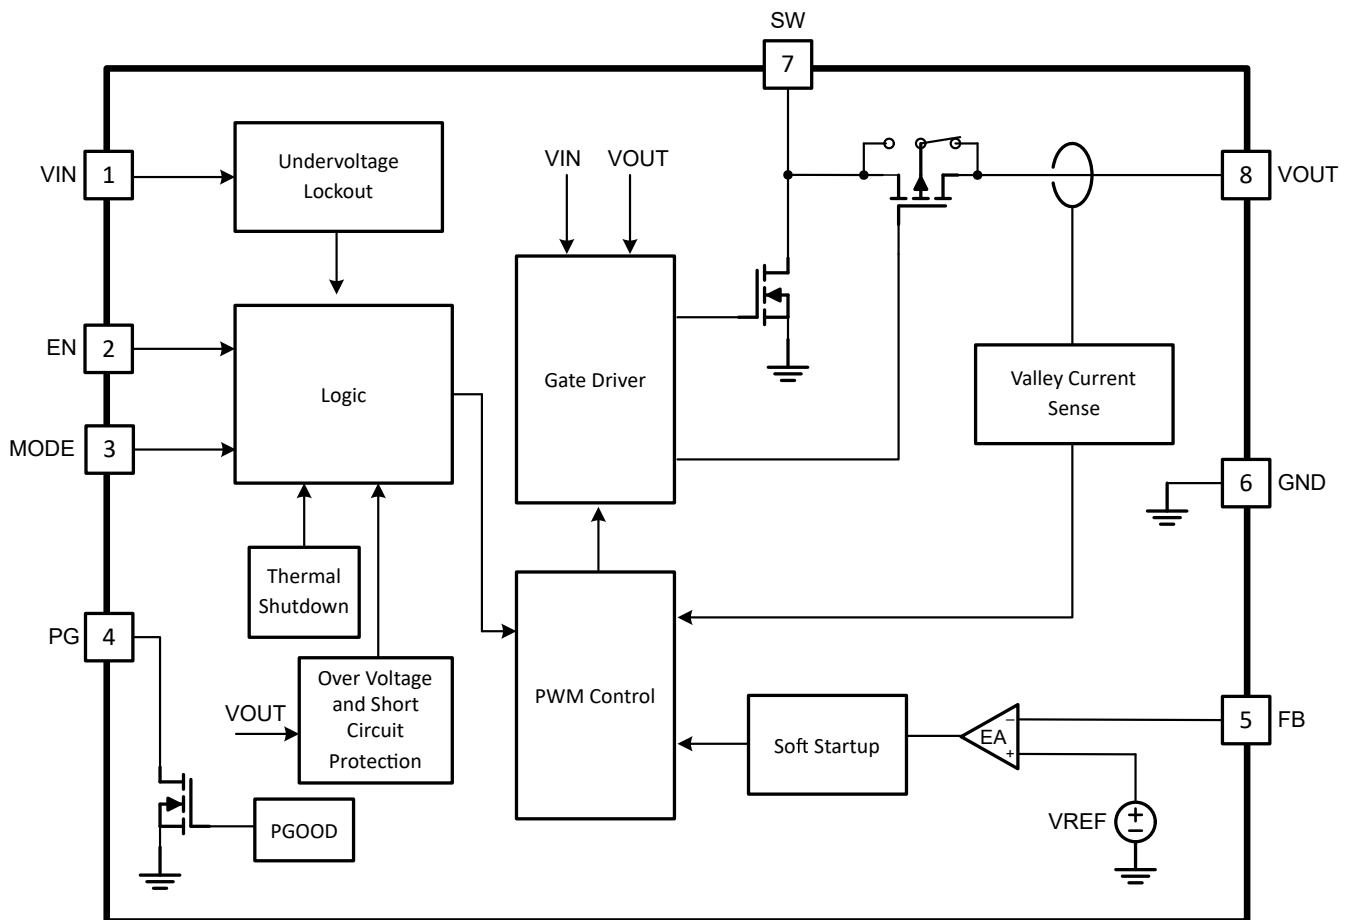 SW
7
VIN
1
Undervoltage
Lockout
VIN
VOUT
8
VOUT
EN
2
Logic
Gate Driver
Valley Current
Sense
MODE
3
6
GND
Thermal
Shutdown
PG
4
Over Voltage
and Short
Circuit
Protection
VOUT
PWM Control
Soft Startup
EA
−
+
5
FB
PGOOD
VREF
+
−